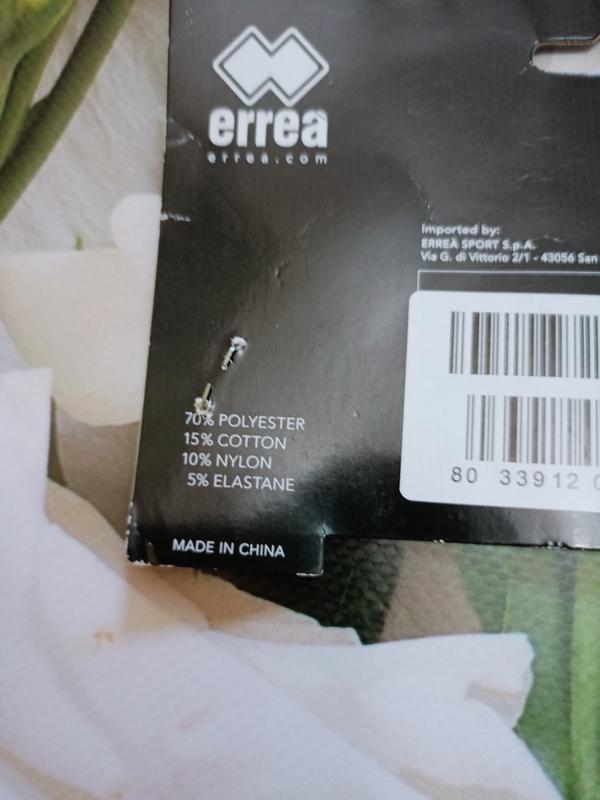 erreà
errea.com
Imported by:
ERREÀ SPORT S.p.A.
Via G. di Vittorio 2/1 - 43056 San
70% POLYESTER
15% COTTON
10% NYLON
5% ELASTANE
80 33912
MADE IN CHINA